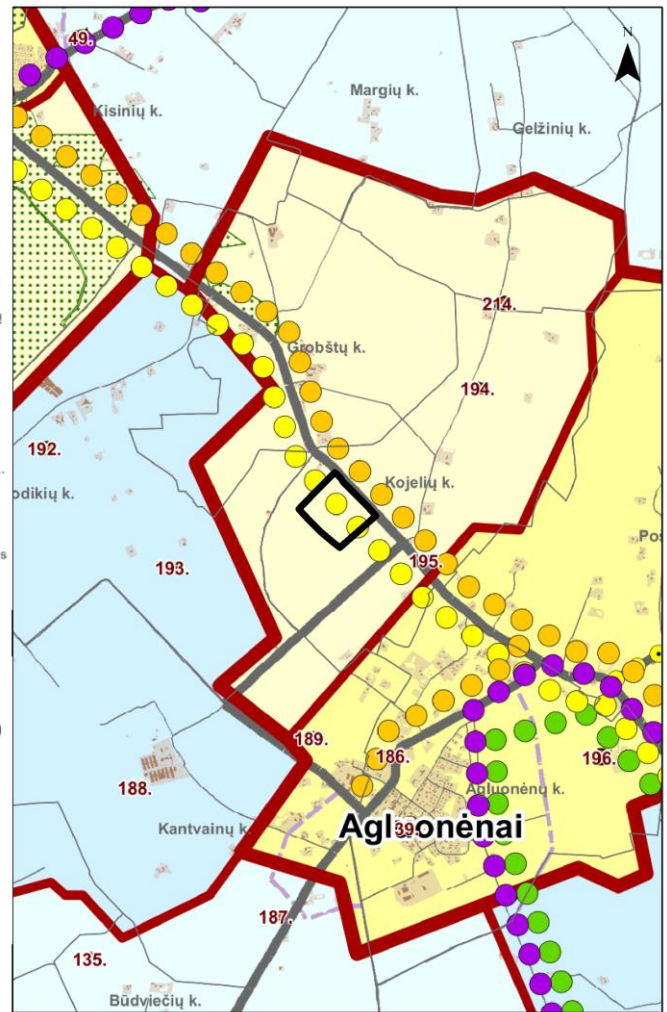 49.
N
Kisinių k.
Margių k.
Gelžinių k.
214.
Grobštų k.
194.
192.
odikių k.
Kojelių k.
193.
195.
Pos
189.
186.
196.
188.
Agluonėnų k.
Kantvainų k.
Agluonėnai
39.
187.
135.
Būdviečių k.